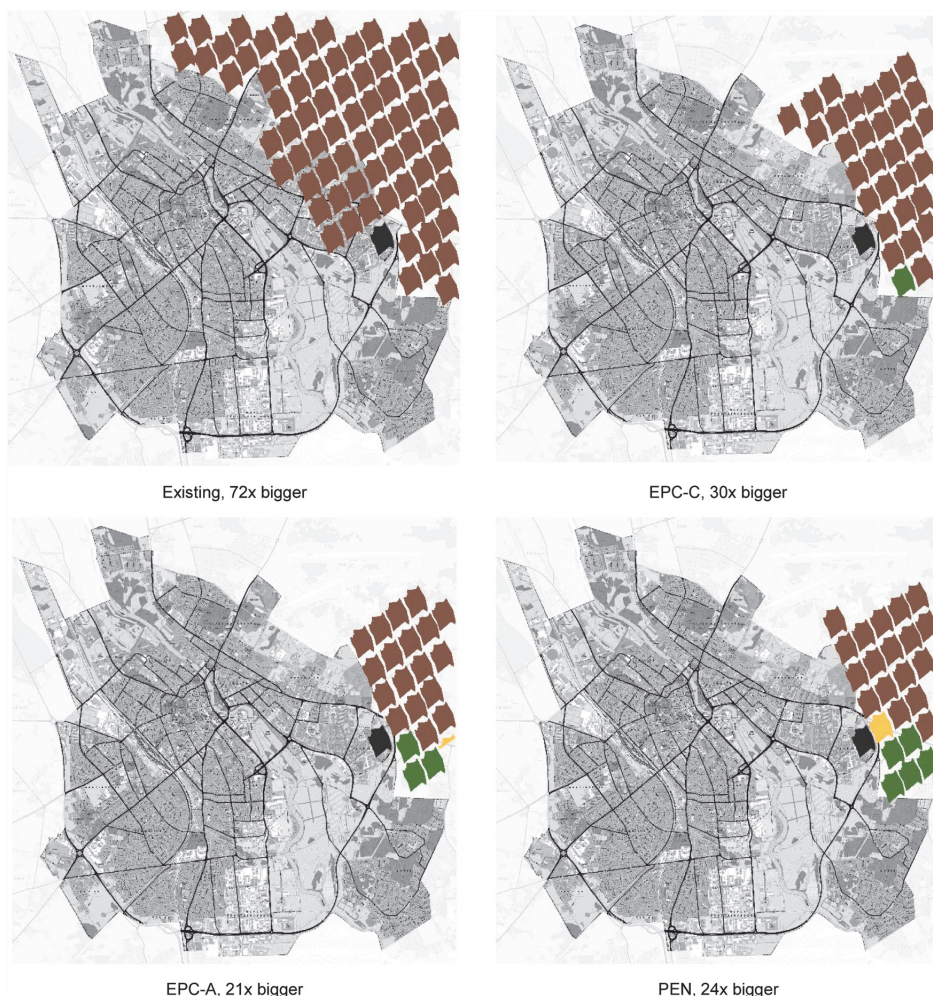 Existing, 72x bigger
EPC-C, 30x bigger
EPC-A, 21x bigger
PEN, 24x bigger